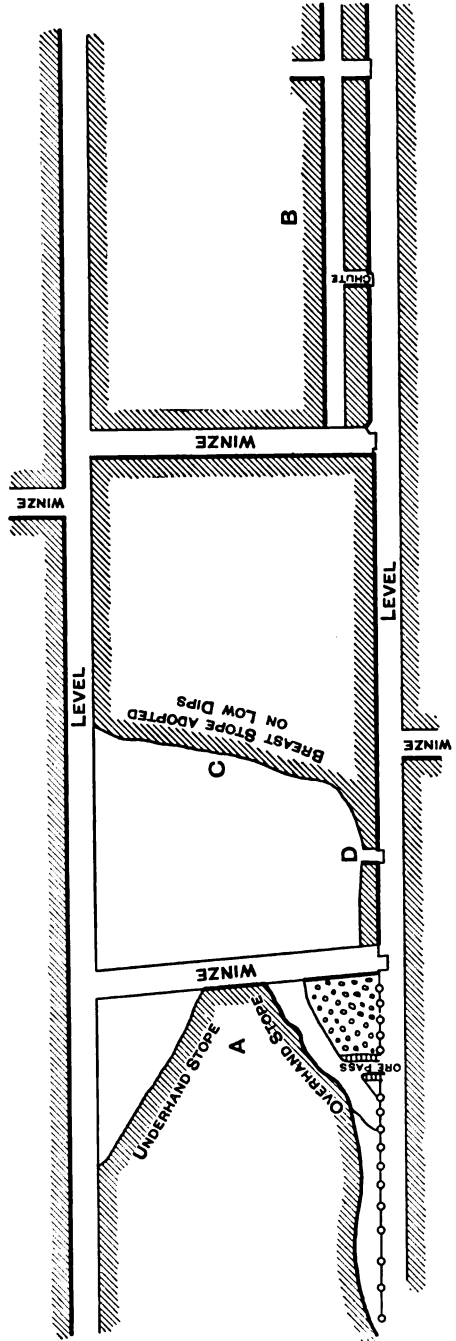 WINZE
LEVEL
UNDERHAND STOPE
A
OVERHAND STOPE
ORE PASS
WINZE
D
C
BREAST STOPE ADOPTED
ON LOW DIPS
WINZE
B
CHUTE
LEVEL
WINZE